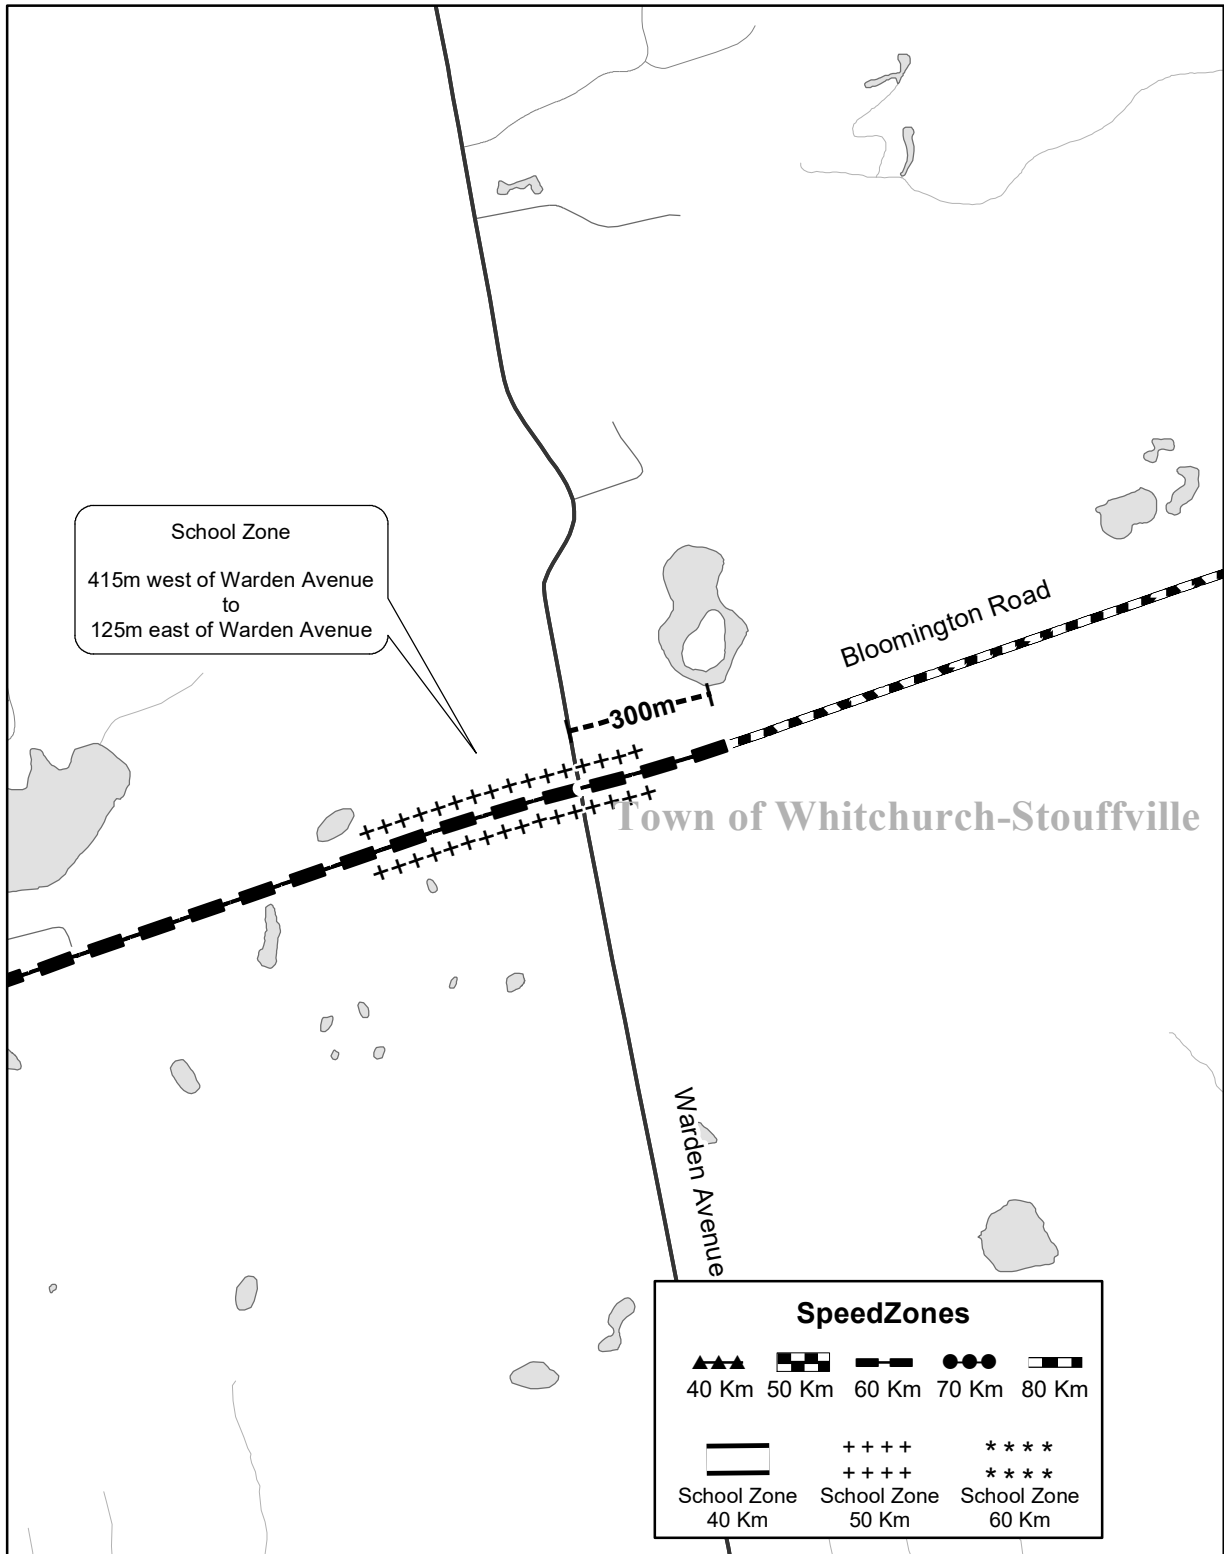 School Zone
415m west of Warden Avenue
to
125m east of Warden Avenue
Bloomington Road
300m
Town of Whitchurch-Stouffville
Warden Avenue
SpeedZones
40 Km 50 Km 60 Km 70 Km 80 Km
School Zone School Zone School Zone
40 Km 50 Km 60 Km